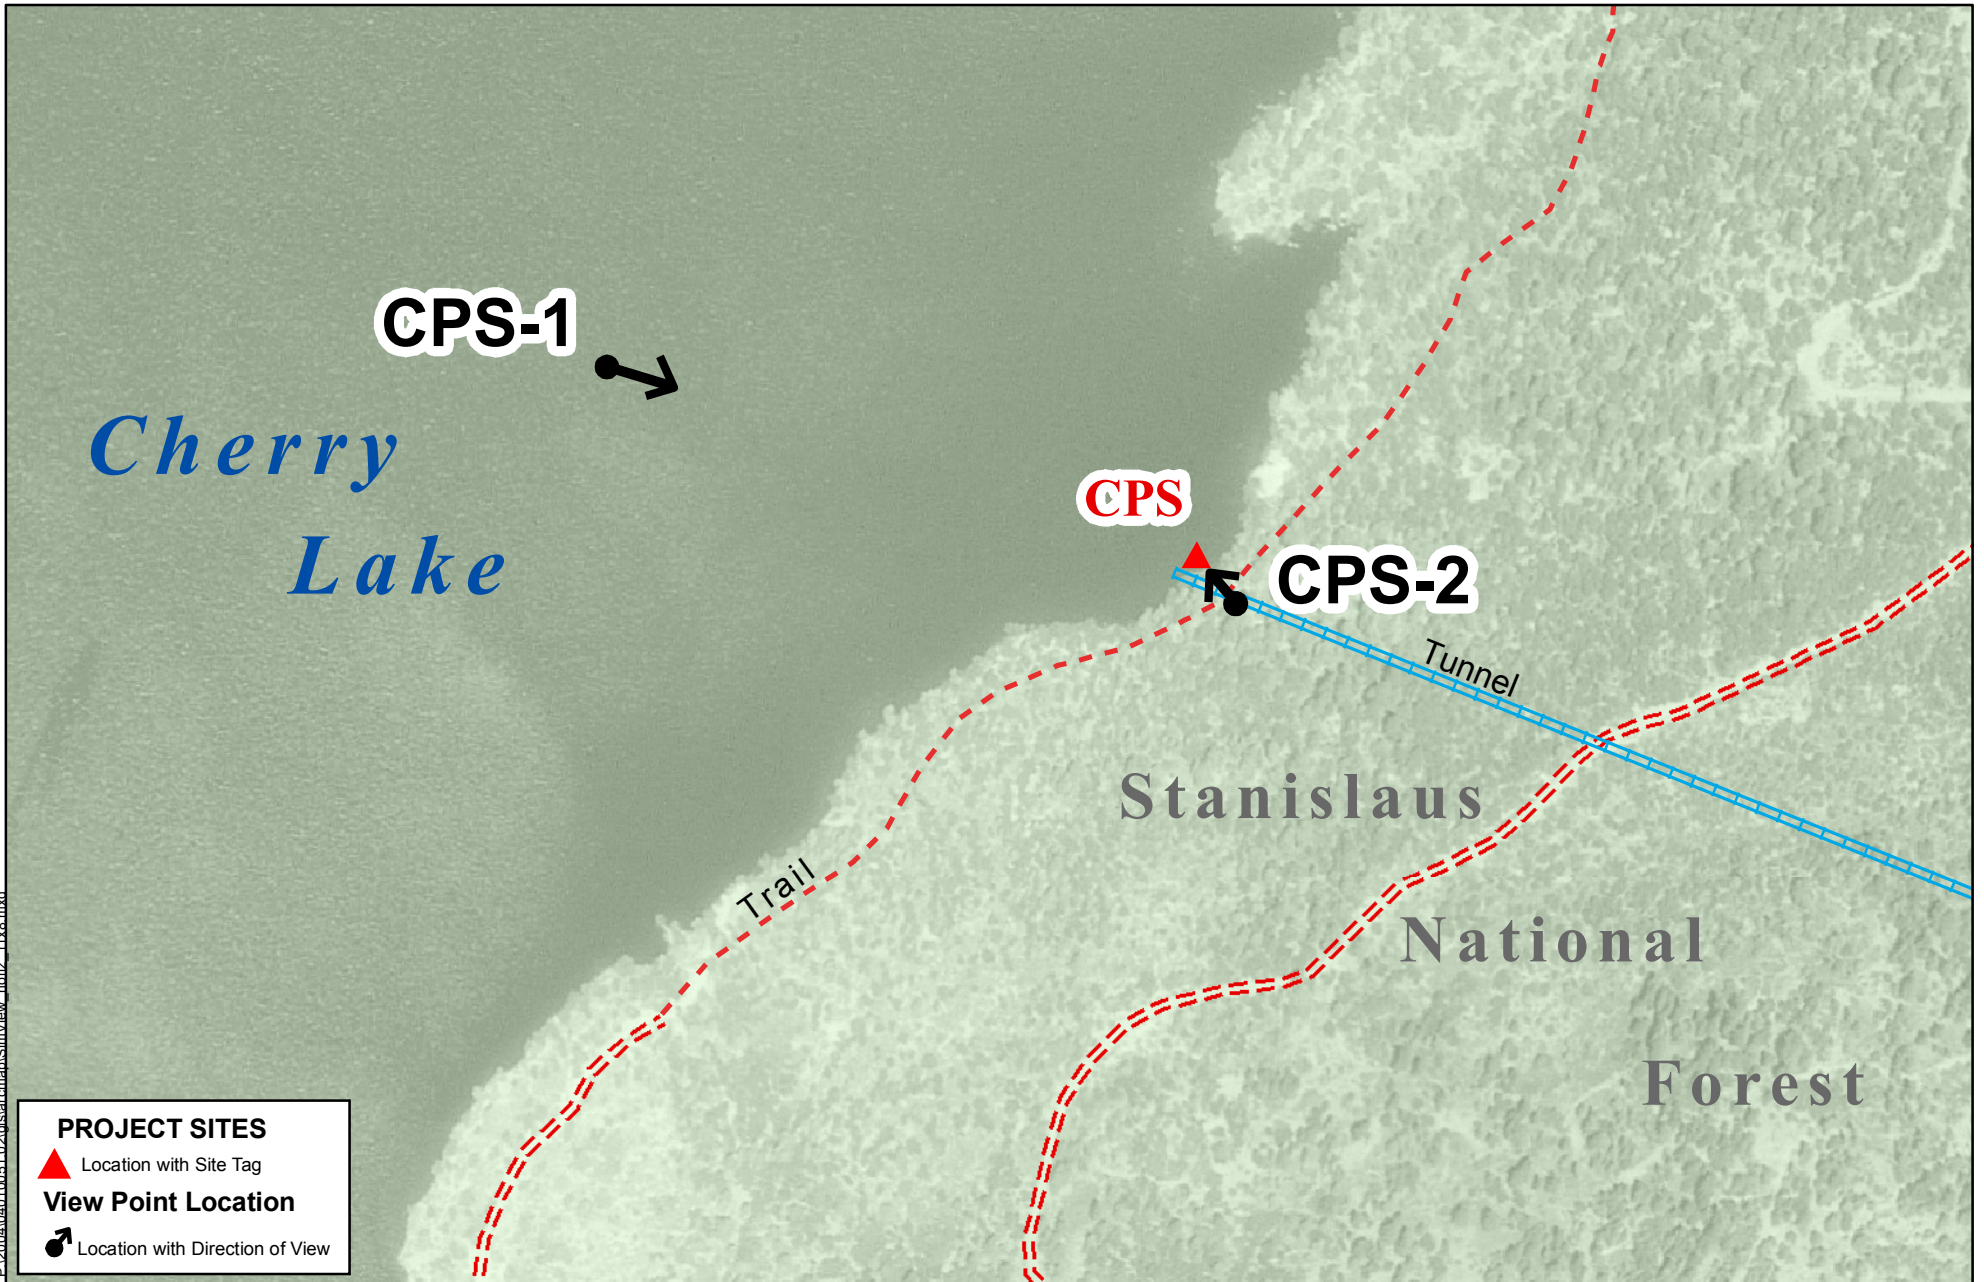 CPS-1
Cherry
Lake
CPS
CPS-2
Tunnel
Stanislaus
Trail
National
Forest
PROJECT SITES
Location with Site Tag
View Point Location
Location with Direction of View